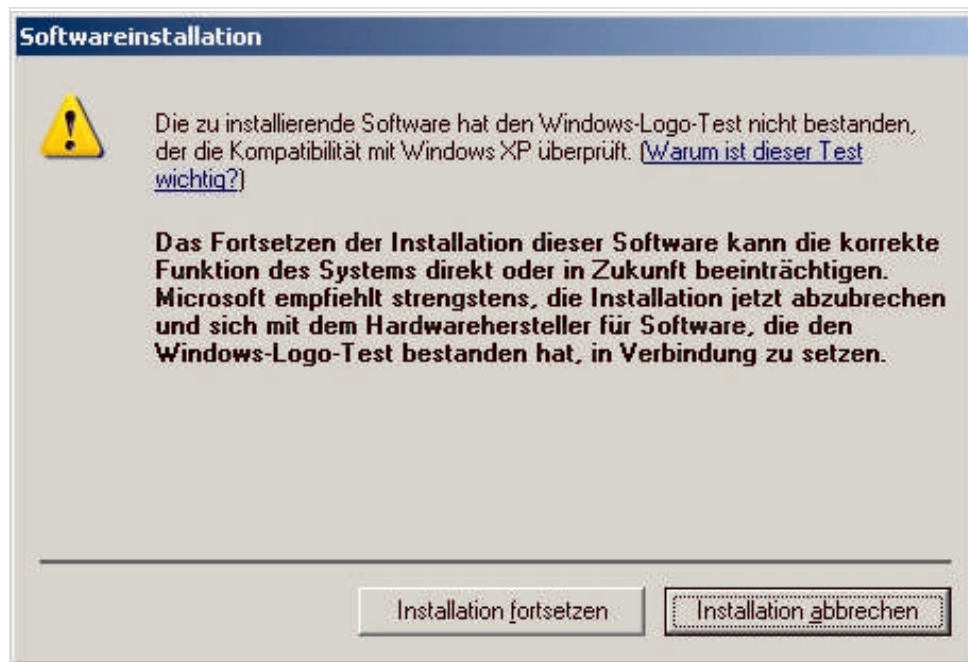 Softwareinstallation
Die zu installierende Software hat den Windows-Logo-Test nicht bestanden,
der die Kompatibilität mit Windows XP überprüft. (Warum ist dieser Test
wichtig?)
Das Fortsetzen der Installation dieser Software kann die korrekte
Funktion des Systems direkt oder in Zukunft beeinträchtigen.
Microsoft empfiehlt strengstens, die Installation jetzt abzubrechen
und sich mit dem Hardwarehersteller für Software, die den
Windows-Logo-Test bestanden hat, in Verbindung zu setzen.
Installation fortsetzen
Installation abbrechen